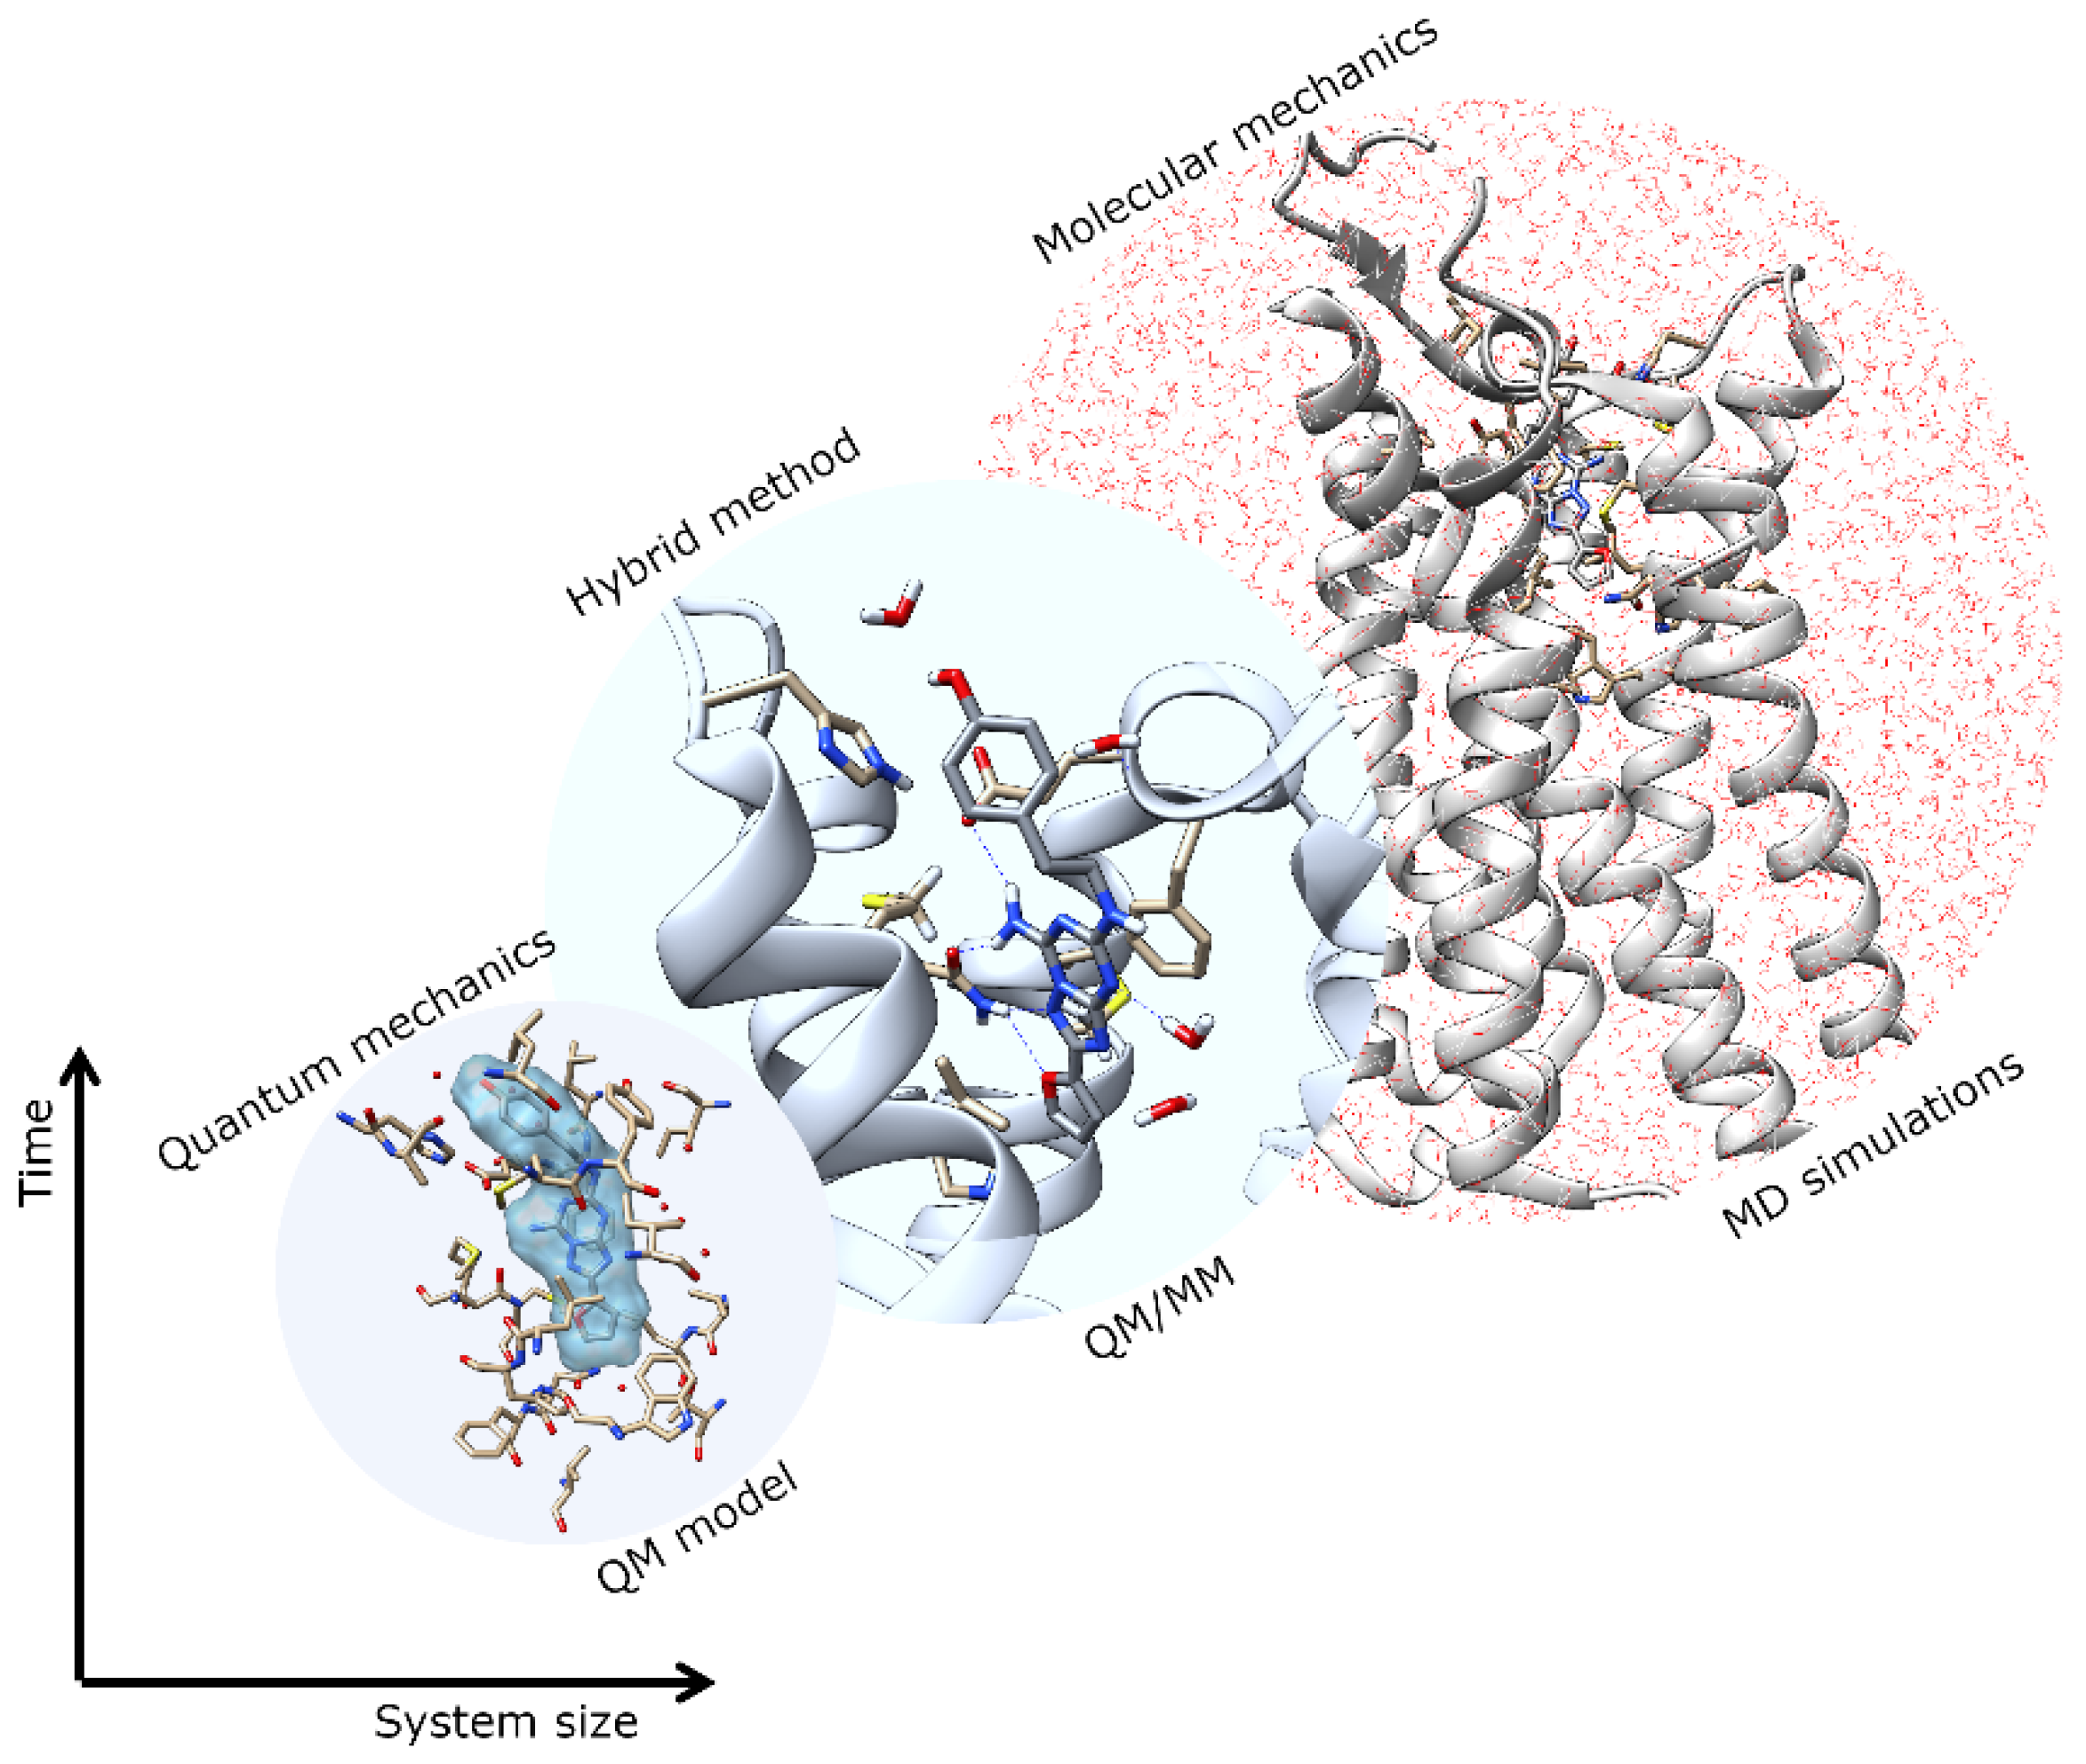 Molecular mechanics
Hybrid method
Quantum mechanics
MD simulations
QM/MM
QM model
Time
System size